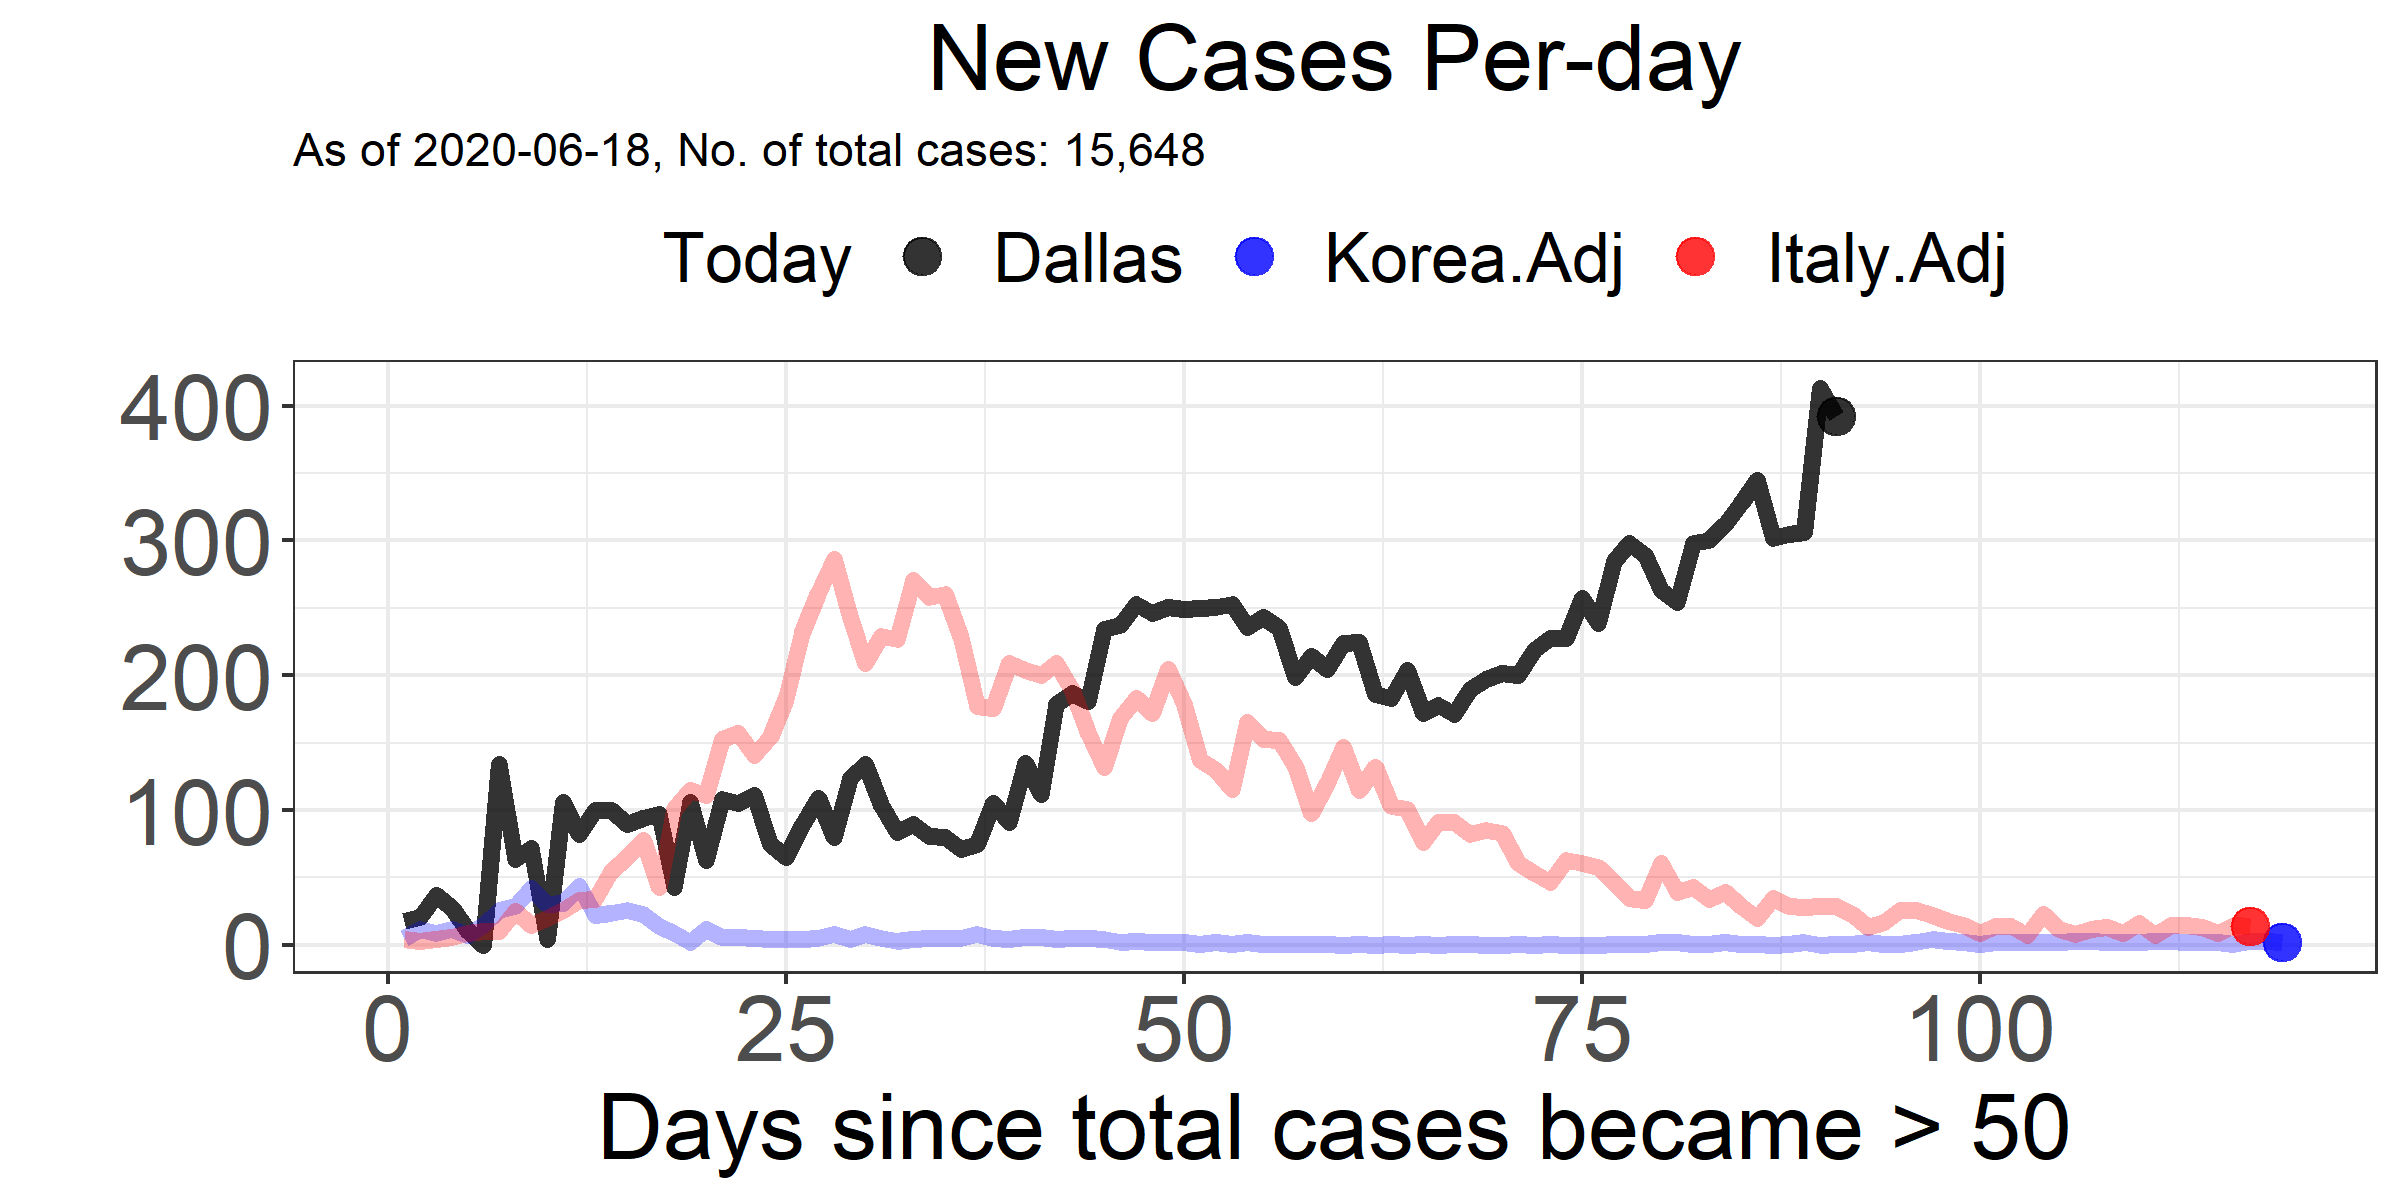 New Cases Per-day
As of 2020-06-18, No. of total cases: 15,648
Today Dallas Korea.Adj Italy.Adj
400
300
200
100
0
0 25 50 75 100
Days since total cases became > 50